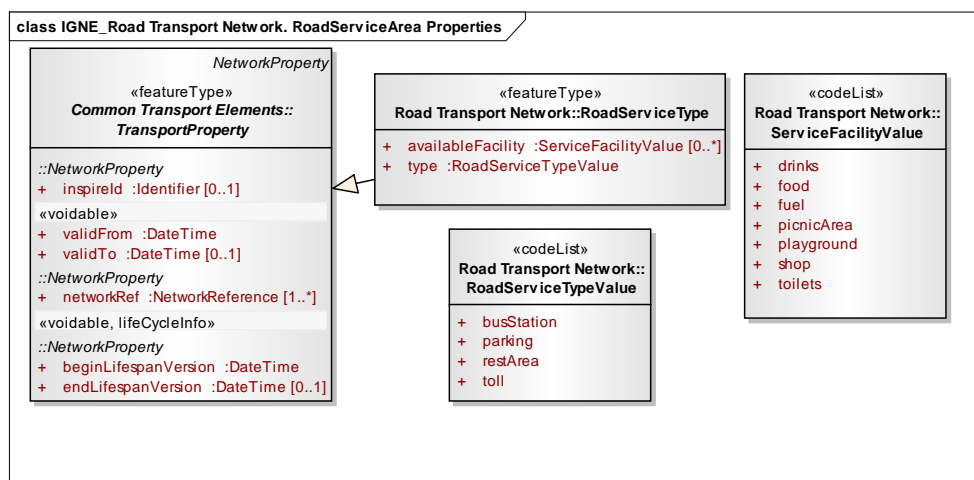 class IGNE_Road Transport Network. RoadServiceArea Properties
NetworkProperty
«featureType»
Common Transport Elements::
TransportProperty
::NetworkProperty
+ inspireId :Identifier [0..1]
«voidable»
+ validFrom :DateTime
+ validTo :DateTime [0..1]
::NetworkProperty
+ networkRef :NetworkReference [1..*]
«voidable, lifeCycleInfo»
::NetworkProperty
+ beginLifespanVersion :DateTime
+ endLifespanVersion :DateTime [0..1]
«featureType»
Road Transport Network::RoadServiceType
+ availableFacility :ServiceFacilityValue [0..*]
+ type :RoadServiceTypeValue
«codeList»
Road Transport Network::
RoadServiceTypeValue
+ busStation
+ parking
+ restArea
+ toll
«codeList»
Road Transport Network::
ServiceFacilityValue
+ drinks
+ food
+ fuel
+ picnicArea
+ playground
+ shop
+ toilets